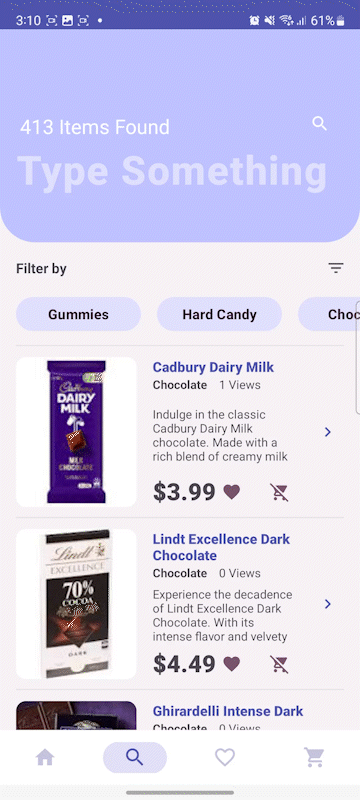 3:10
61%
413 Items Found
Type Something
Filter by
Gummies
Hard Candy
Choc
Cadbury Dairy Milk
Chocolate 1 Views
Indulge in the classic
Cadbury Dairy Milk
chocolate. Made with a
rich blend of creamy milk
$3.99
Cadbury
DAIRY
MILK
MILK
CHOCOLATE
Lindt Excellence Dark
Chocolate
Chocolate 0 Views
Experience the decadence
of Lindt Excellence Dark
Chocolate. With its
intense flavor and velvety
$4.49
Lindt
EXCELLENCE
70%
COCOA
DARK
Ghirardelli Intense Dark
Chocolate 0 Views